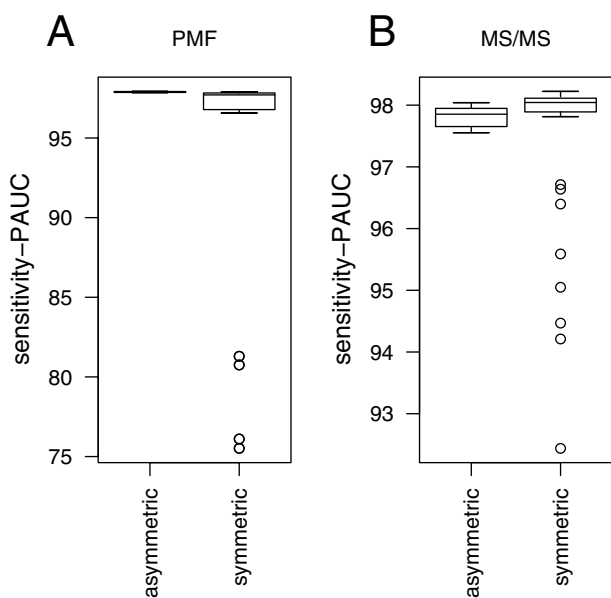 A
PMF
sensitivity−PAUC
95
90
85
80
75
asymmetric
symmetric
B
MS/MS
sensitivity−PAUC
98
97
96
95
94
93
asymmetric
symmetric